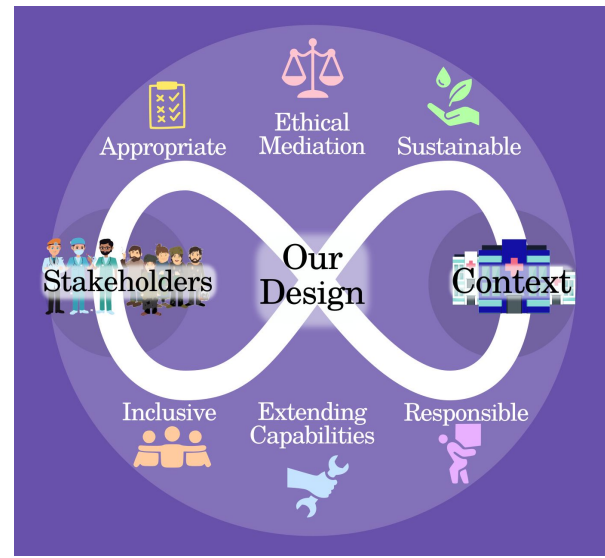 Ethical
Mediation
Appropriate
Sustainable
Stakeholders
Our
Design
Context
Inclusive
Extending
Capabilities
Responsible